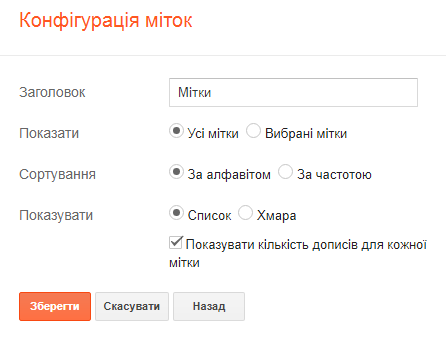 Конфігурація міток
Заголовок Мітки
Показати Усі мітки Вибрані мітки
Сортування За алфавітом За частотою
Показувати Список Хмара
Показувати кількість дописів для кожної
мітки
Зберегти Скасувати Назад